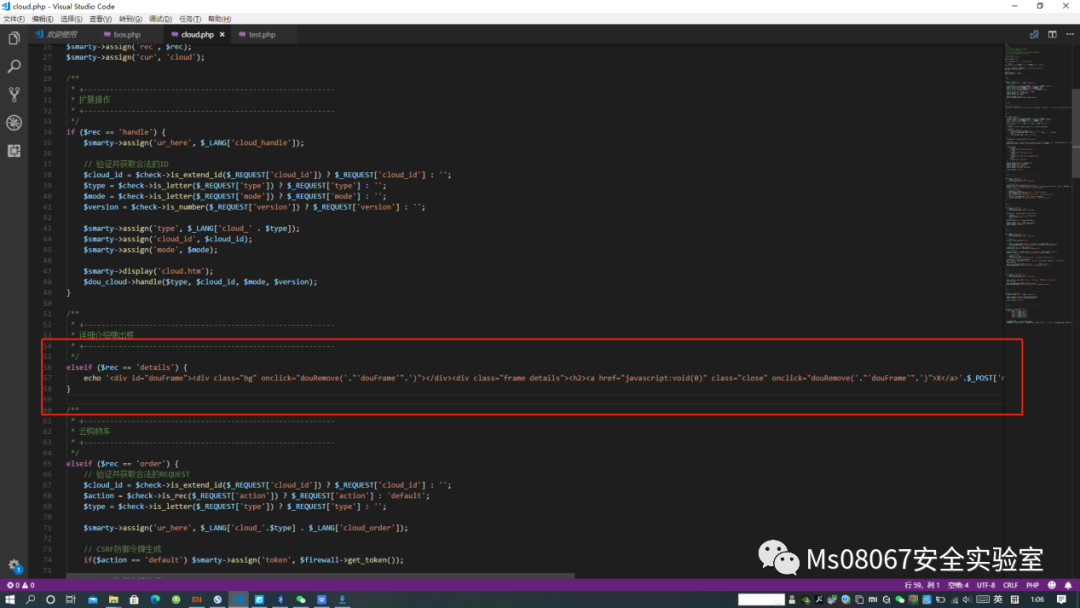 cloud.php - Visual Studio Code
文件(F) 编辑(E) 选择(S) 查看(V) 转到(G) 调试(D) 任务(T) 帮助(H)
欢迎使用 box.php cloud.php × test.php
26 $smarty->assign('rec', $rec);
27 $smarty->assign('cur', 'cloud');
28
29 /**
30 * +----------------------------------------------------------
31 * 扩展操作
32 * +----------------------------------------------------------
33 */
34 if ($rec == 'handle') {
35 $smarty->assign('ur_here', $_LANG['cloud_handle']);
36
37 // 验证并获取合法的ID
38 $cloud_id = $check->is_extend_id($_REQUEST['cloud_id']) ? $_REQUEST['cloud_id'] : '';
39 $type = $check->is_letter($_REQUEST['type']) ? $_REQUEST['type'] : '';
40 $mode = $check->is_letter($_REQUEST['mode']) ? $_REQUEST['mode'] : '';
41 $version = $check->is_number($_REQUEST['version']) ? $_REQUEST['version'] : '';
42
43 $smarty->assign('type', $_LANG['cloud_' . $type]);
44 $smarty->assign('cloud_id', $cloud_id);
45 $smarty->assign('mode', $mode);
46
47 $smarty->display('cloud.htm');
48 $dou_cloud->handle($type, $cloud_id, $mode, $version);
49 }
50
51 /**
52 * +----------------------------------------------------------
53 * 详细介绍弹出框
54 * +----------------------------------------------------------
55 */
56 elseif ($rec == 'details') {
57 echo '<div id="douFrame"><div class="bg" onclick="douRemove('."'douFrame'".')"></div><div class="frame details"><h2><a href="javascript:void(0)" class="close" onclick="douRemove('."'douFrame'".')">X</a>'.$_POST['n
58 }
59
60 /**
61 * +----------------------------------------------------------
62 * 云购物车
63 * +----------------------------------------------------------
64 */
65 elseif ($rec == 'order') {
66 // 验证并获取合法的REQUEST
67 $cloud_id = $check->is_extend_id($_REQUEST['cloud_id']) ? $_REQUEST['cloud_id'] : '';
68 $action = $check->is_rec($_REQUEST['action']) ? $_REQUEST['action'] : 'default';
69 $type = $check->is_letter($_REQUEST['type']) ? $_REQUEST['type'] : '';
70
71 $smarty->assign('ur_here', $_LANG['cloud_'.$type] . $_LANG['cloud_order']);
72
73 // CSRF防御令牌生成
74 if($action == 'default') $smarty->assign('token', $firewall->get_token());
75
Ms08067安全实验室
0 0 行 59，列 1 空格: 4 UTF-8 CRLF PHP
英 1:06